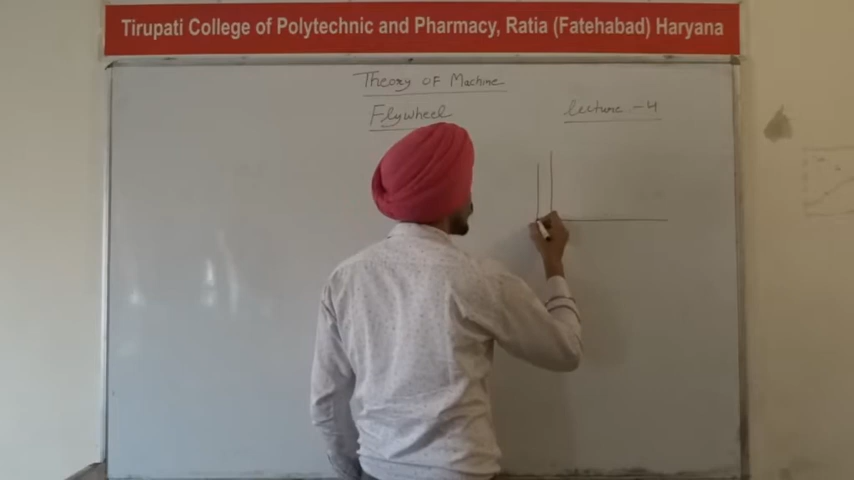 Tirupati College of Polytechnic and Pharmacy, Ratia (Fatehabad) Haryana
Theory OF Machine
Flywheel
lecture - 4